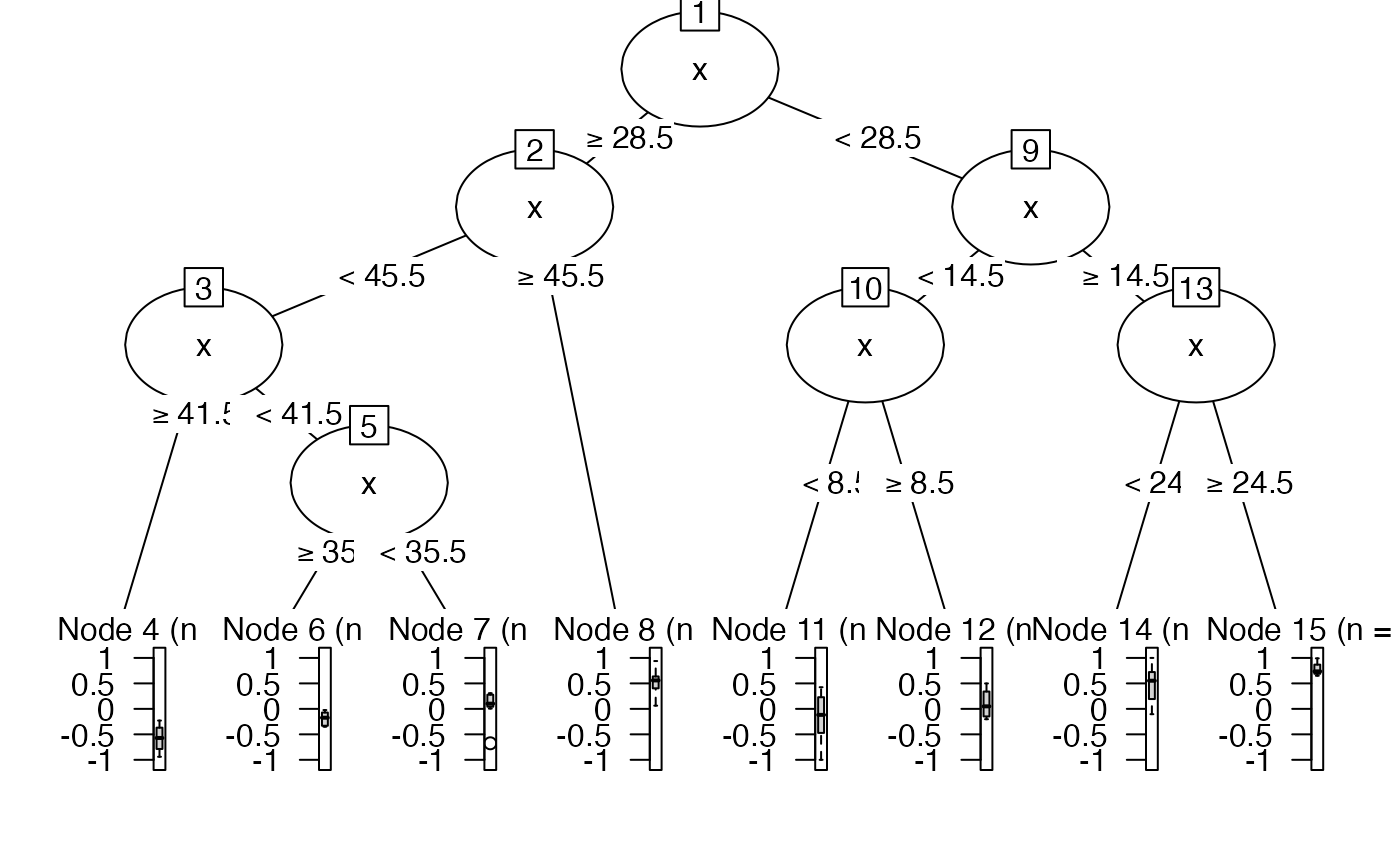 1
x
≥ 28.5 < 28.5
2 9
x x
< 45.5 ≥ 45.5 < 14.5 ≥ 14.5
3 10 13
x x x
≥ 41.5 < 41.5
5
x
< 8. ≥ 8.5 < 24 ≥ 24.5
≥ 35 < 35.5
Node 4 (n Node 6 (n Node 7 (n Node 8 (n Node 11 (n Node 12 (n Node 14 (n Node 15 (n =
1 1 1 1 1 1 1 1
0.5 0.5 0.5 0.5 0.5 0.5 0.5 0.5
0 0 0 0 0 0 0 0
-0.5 -0.5 -0.5 -0.5 -0.5 -0.5 -0.5 -0.5
-1 -1 -1 -1 -1 -1 -1 -1